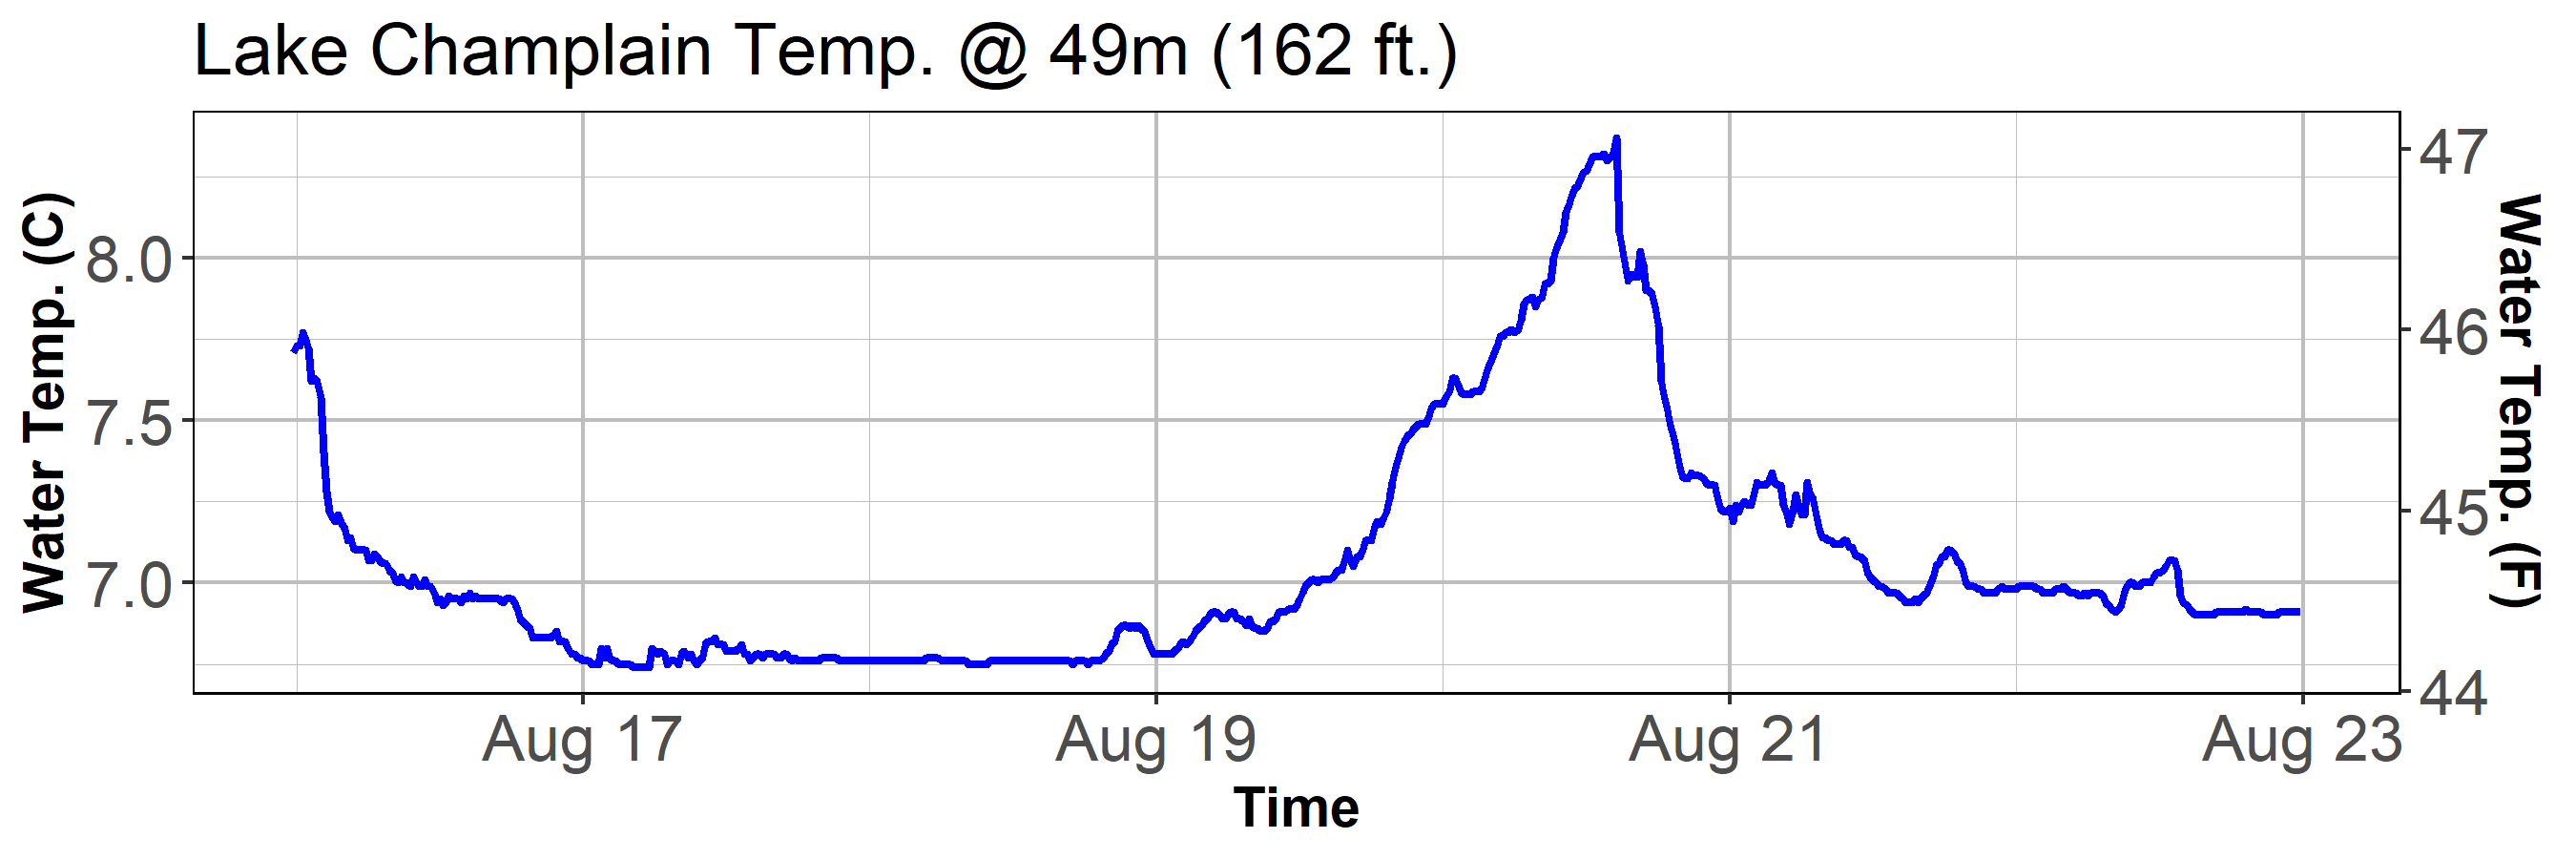 Lake Champlain Temp. @ 49m (162 ft.)
Water Temp. (C)
8.0
7.5
7.0
47
46
45
44
Water Temp. (F)
Aug 17 Aug 19 Aug 21 Aug 23
Time